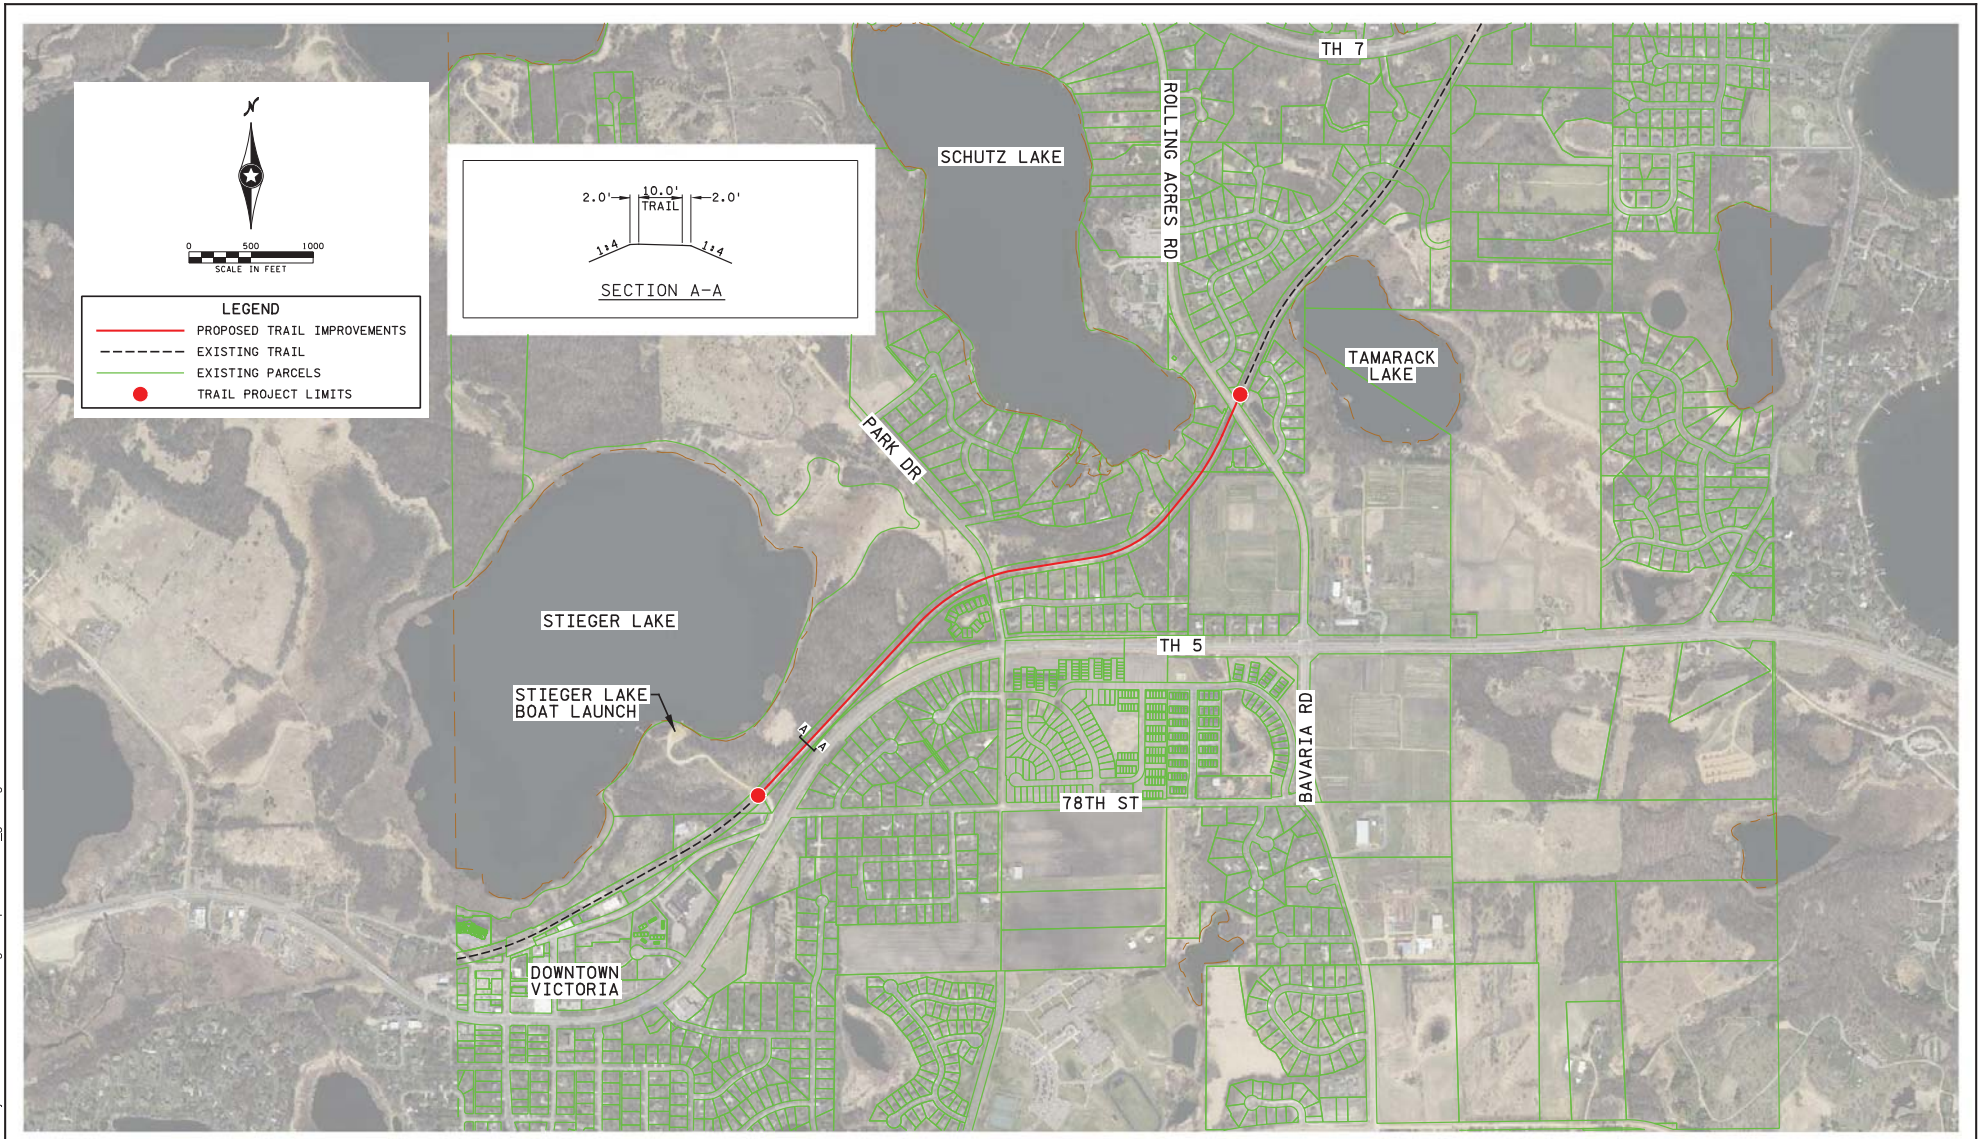 N
0 500 1000
SCALE IN FEET
LEGEND
PROPOSED TRAIL IMPROVEMENTS
EXISTING TRAIL
EXISTING PARCELS
TRAIL PROJECT LIMITS
2.0' 10.0' 2.0'
TRAIL
1:4 1:4
SECTION A-A
TH 7
ROLLING ACRES RD
SCHUTZ LAKE
TAMARACK
LAKE
PARK DR
STIEGER LAKE
TH 5
STIEGER LAKE
BOAT LAUNCH
A A
BAVARIA RD
78TH ST
DOWNTOWN
VICTORIA